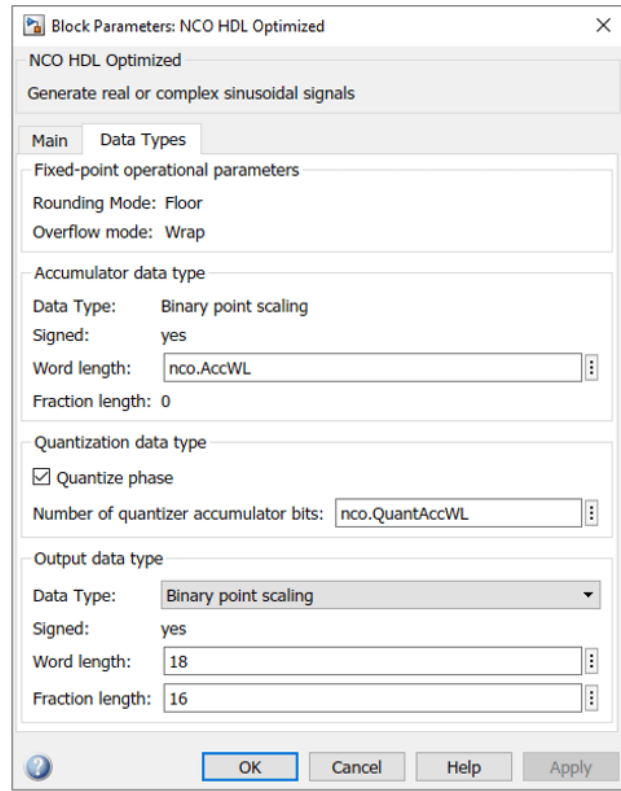 Block Parameters: NCO HDL Optimized
NCO HDL Optimized
Generate real or complex sinusoidal signals
Main Data Types
Fixed-point operational parameters
Rounding Mode: Floor
Overflow mode: Wrap
Accumulator data type
Data Type: Binary point scaling
Signed: yes
Word length: nco.AccWL
Fraction length: 0
Quantization data type
Quantize phase
Number of quantizer accumulator bits: nco.QuantAccWL
Output data type
Data Type: Binary point scaling
Signed: yes
Word length: 18
Fraction length: 16
OK Cancel Help Apply